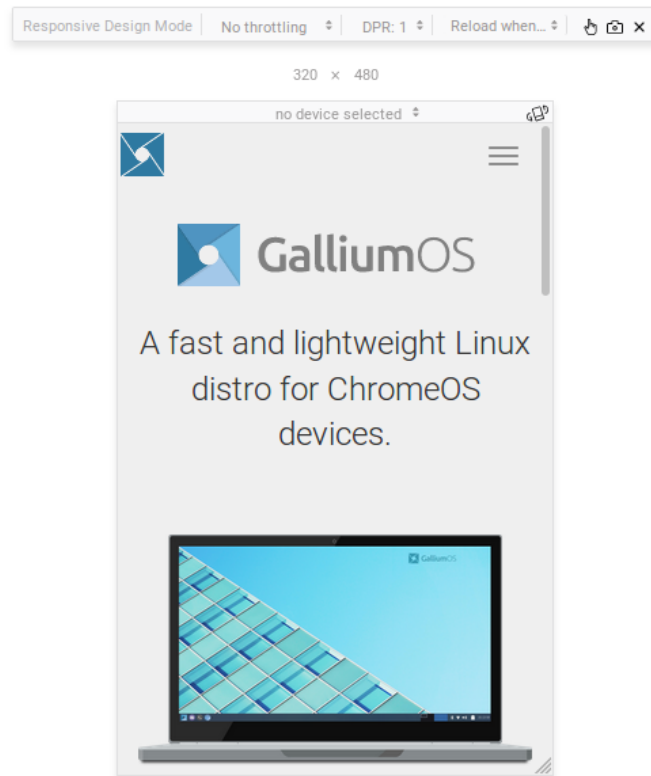 Responsive Design Mode No throttling DPR: 1 Reload when...
320 × 480
no device selected
GalliumOS
A fast and lightweight Linux
distro for ChromeOS
devices.
GalliumOS